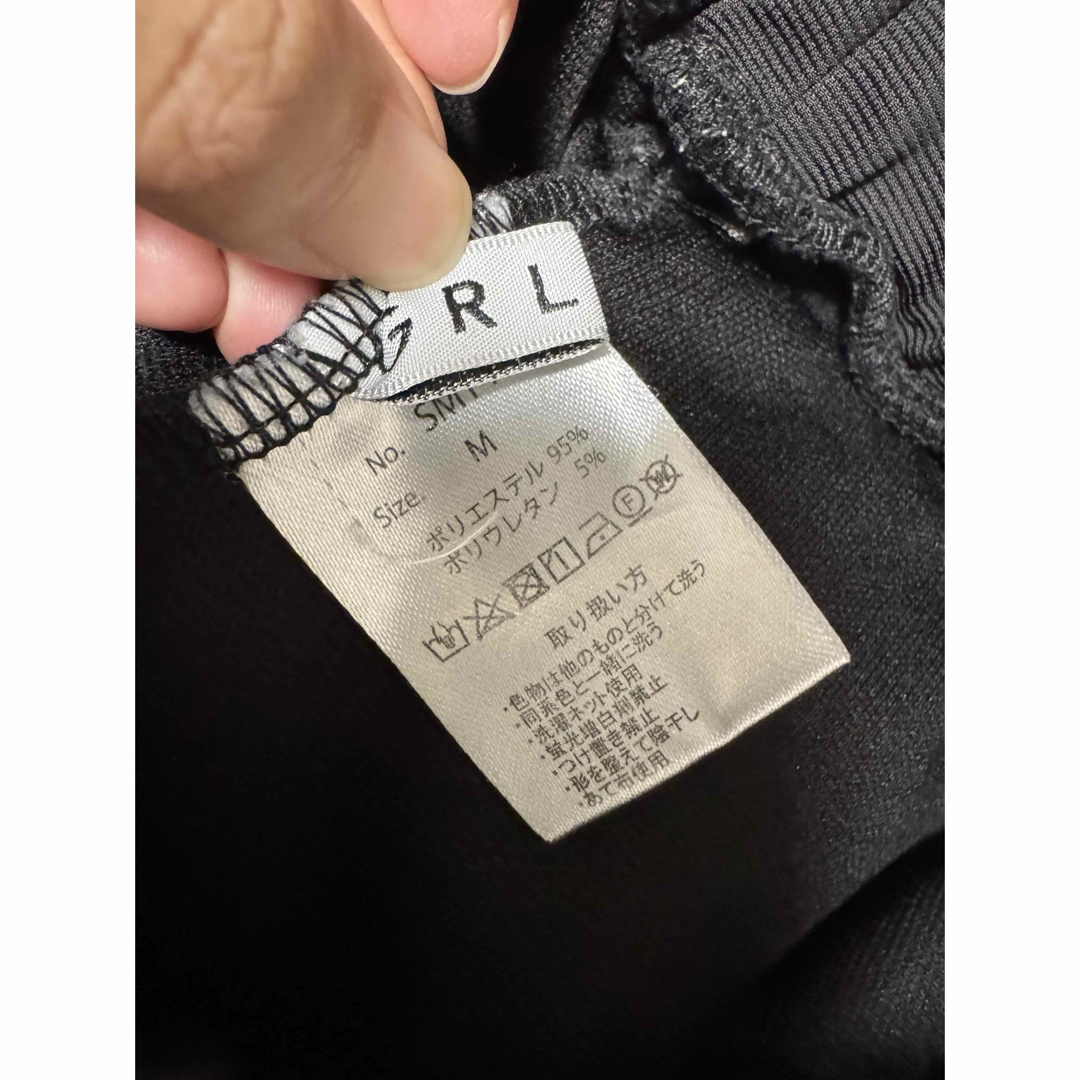 GRL
No. SM
Size. M
ポリエステル 95%
ポリウレタン 5%
F W
取り扱い方
・色物は他のものと分けて洗う
・同系色と一緒に洗う
・洗濯ネット使用
・蛍光増白剤禁止
・つけ置き禁止
・形を整えて陰干し
・あて布使用